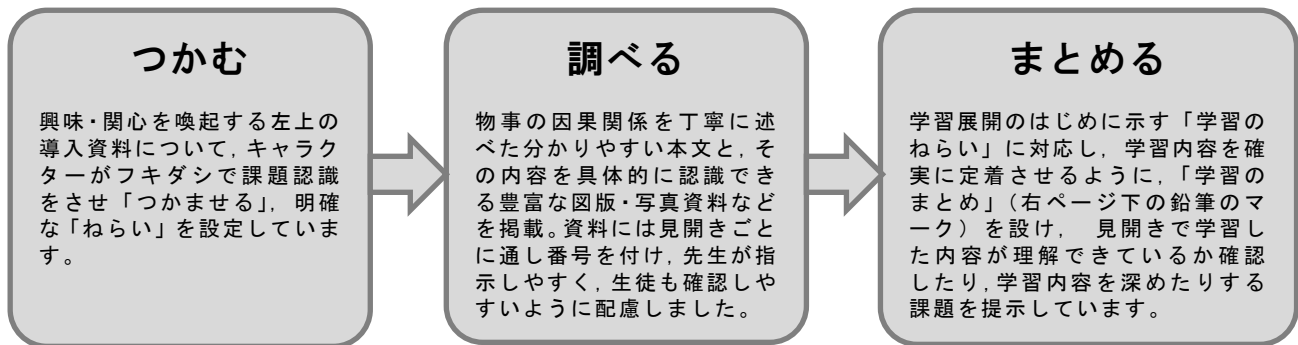 つかむ
興味・関心を喚起する左上の
導入資料について，キャラク
ターがフキダシで課題認識
をさせ「つかませる」，明確
な「ねらい」を設定していま
す。
調べる
物事の因果関係を丁寧に述
べた分かりやすい本文と，そ
の内容を具体的に認識でき
る豊富な図版・写真資料など
を掲載。資料には見開きごと
に通し番号を付け，先生が指
示しやすく，生徒も確認しや
すいように配慮しました。
まとめる
学習展開のはじめに示す「学習の
ねらい」に対応し，学習内容を確
実に定着させるように，「学習の
まとめ」（右ページ下の鉛筆のマ
ーク）を設け，　見開きで学習し
た内容が理解できているか確認
したり，学習内容を深めたりする
課題を提示しています。